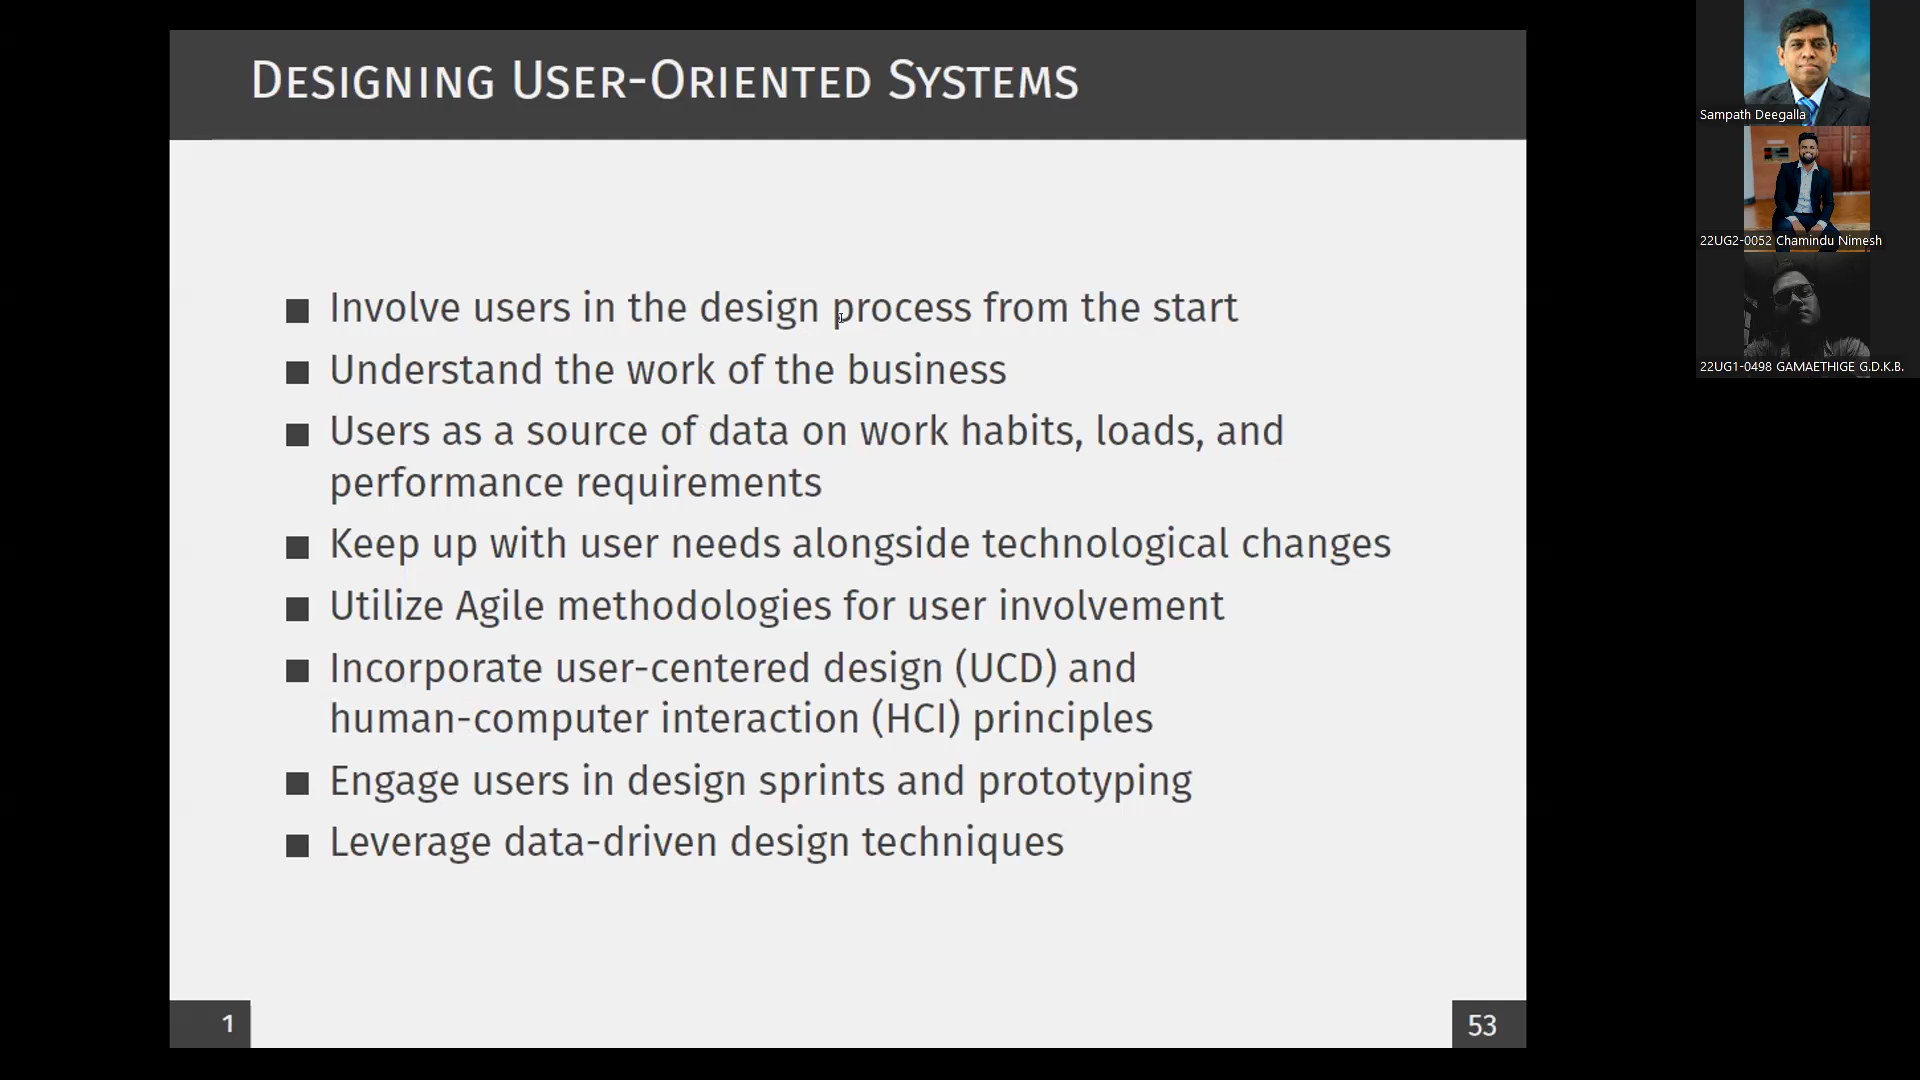 Designing User-Oriented Systems
Involve users in the design process from the start
Understand the work of the business
Users as a source of data on work habits, loads, and
performance requirements
Keep up with user needs alongside technological changes
Utilize Agile methodologies for user involvement
Incorporate user-centered design (UCD) and
human-computer interaction (HCI) principles
Engage users in design sprints and prototyping
Leverage data-driven design techniques
1
53
Sampath Deegalla
22UG2-0052 Chamindu Nimesh
22UG1-0498 GAMAETHIGE G.D.K.B.